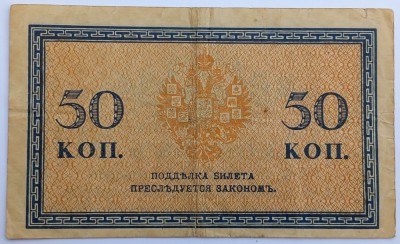 50 50
КОП. КОП.
ПОДДѢЛКА БИЛЕТА
ПРЕСЛѢДУЕТСЯ ЗАКОНОМЪ.